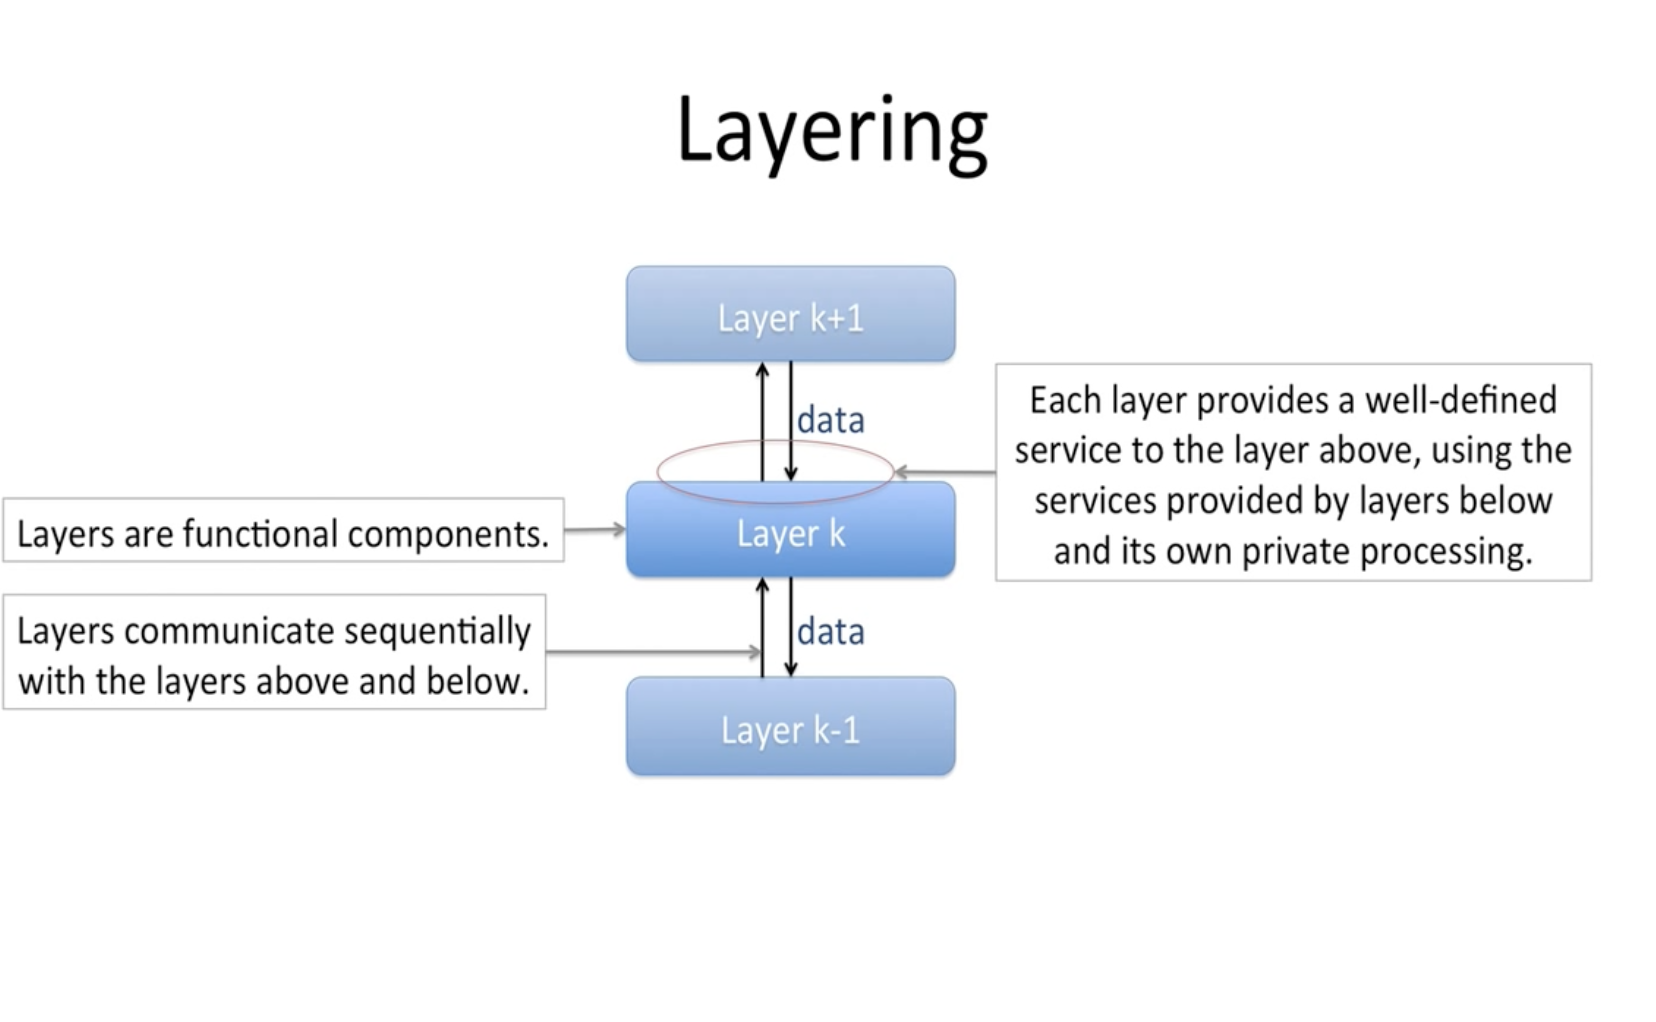 Layering
Layer k+1
data
Each layer provides a well-defined
service to the layer above, using the
services provided by layers below
and its own private processing.
Layers are functional components.
Layer k
Layers communicate sequentially
with the layers above and below.
data
Layer k-1